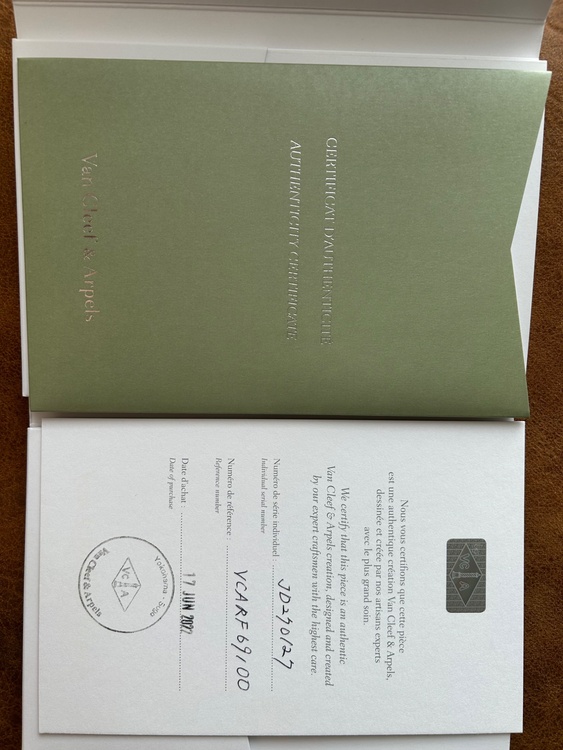 CERTIFICAT D'AUTHENTICITÉ
AUTHENTICITY CERTIFICATE
Van Cleef & Arpels
VC A
Nous vous certifions que cette pièce
est une authentique création Van Cleef & Arpels,
dessinée et créée par nos artisans experts
avec le plus grand soin.
We certify that this piece is an authentic
Van Cleef & Arpels creation, designed and created
by our expert craftsmen with the highest care.
Numéro de série individuel : JD290127
Individual serial number
Numéro de référence : VCARF69100
Reference number
Date d'achat : 17 JUN 2022
Date of purchase
Yokohama, Sogo
VC A
Van Cleef & Arpels